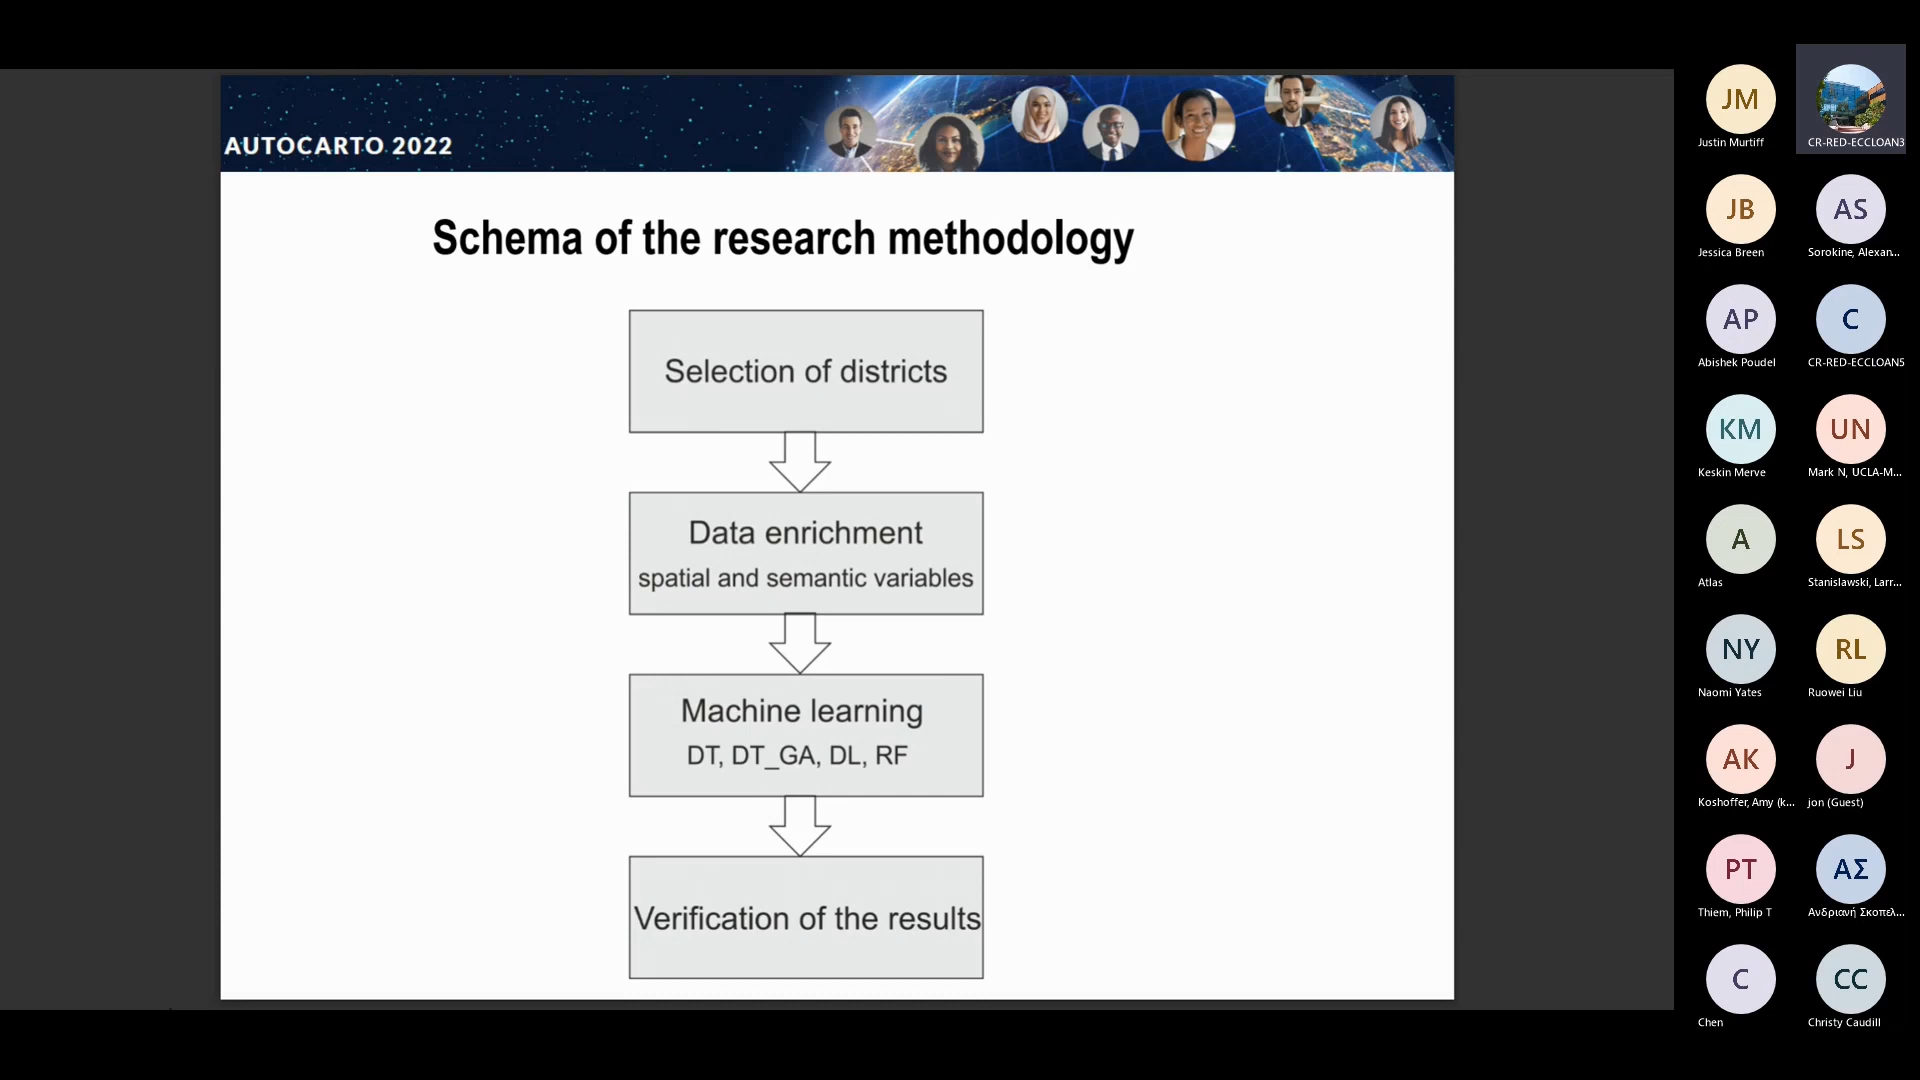 AUTOCARTO 2022
Schema of the research methodology
Selection of districts
Data enrichment
spatial and semantic variables
Machine learning
DT, DT_GA, DL, RF
Verification of the results
JM
Justin Murtiff
CR-RED-ECCLOAN3
JB
Jessica Breen
AS
Sorokine, Alexan...
AP
Abishek Poudel
C
CR-RED-ECCLOAN5
KM
Keskin Merve
UN
Mark N, UCLA-M...
A
Atlas
LS
Stanislawski, Larr...
NY
Naomi Yates
RL
Ruowei Liu
AK
Koshoffer, Amy (k...
J
jon (Guest)
PT
Thiem, Philip T
ΑΣ
Ανδριανή Σκοπελ...
C
Chen
CC
Christy Caudill